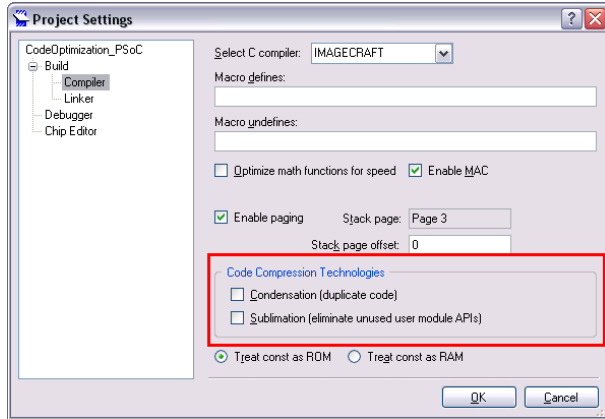 Project Settings
CodeOptimization_PSoC
Build
Compiler
Linker
Debugger
Chip Editor
Select C compiler: IMAGECRAFT
Macro defines:
Macro undefines:
Optimize math functions for speed Enable MAC
Enable paging Stack page: Page 3
Stack page offset: 0
Code Compression Technologies
Condensation (duplicate code)
Sublimation (eliminate unused user module APIs)
Treat const as ROM Treat const as RAM
OK Cancel